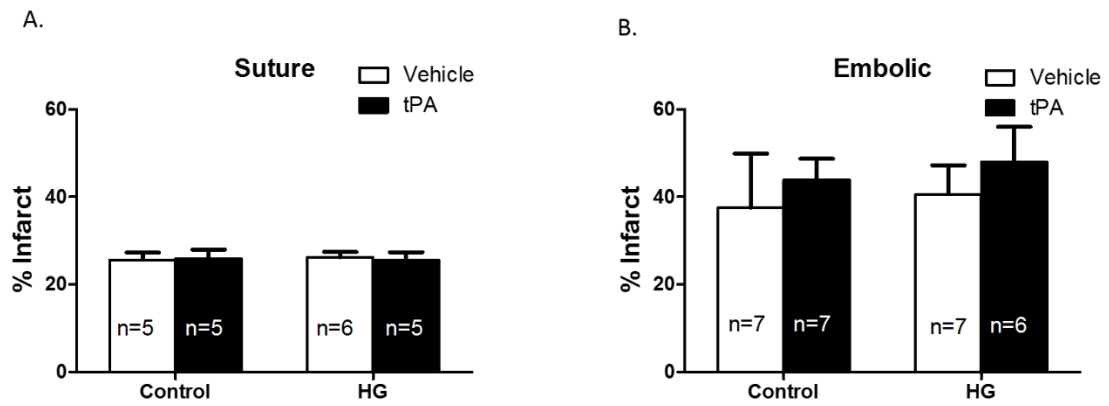 A.
Suture
Vehicle
tPA
60
40
20
0
% Infarct
n=5
n=5
n=6
n=5
Control
HG
B.
Embolic
Vehicle
tPA
60
40
20
0
% Infarct
n=7
n=7
n=7
n=6
Control
HG